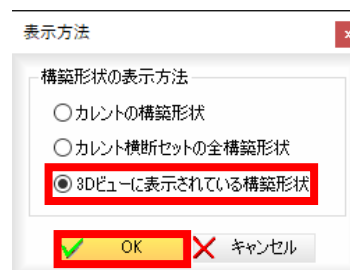 表示方法
構築形状の表示方法
カレントの構築形状
カレント横断セットの全構築形状
3Dビューに表示されている構築形状
OK
キャンセル